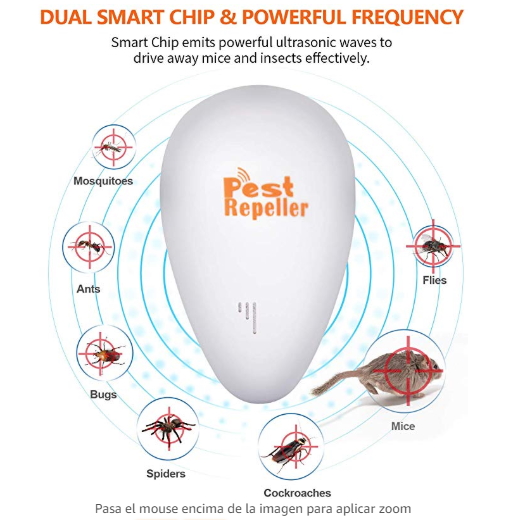 DUAL SMART CHIP & POWERFUL FREQUENCY
Smart Chip emits powerful ultrasonic waves to
drive away mice and insects effectively.
Pest
Repeller
Mosquitoes
Ants
Flies
Bugs
Mice
Spiders
Cockroaches
Pasa el mouse encima de la imagen para aplicar zoom